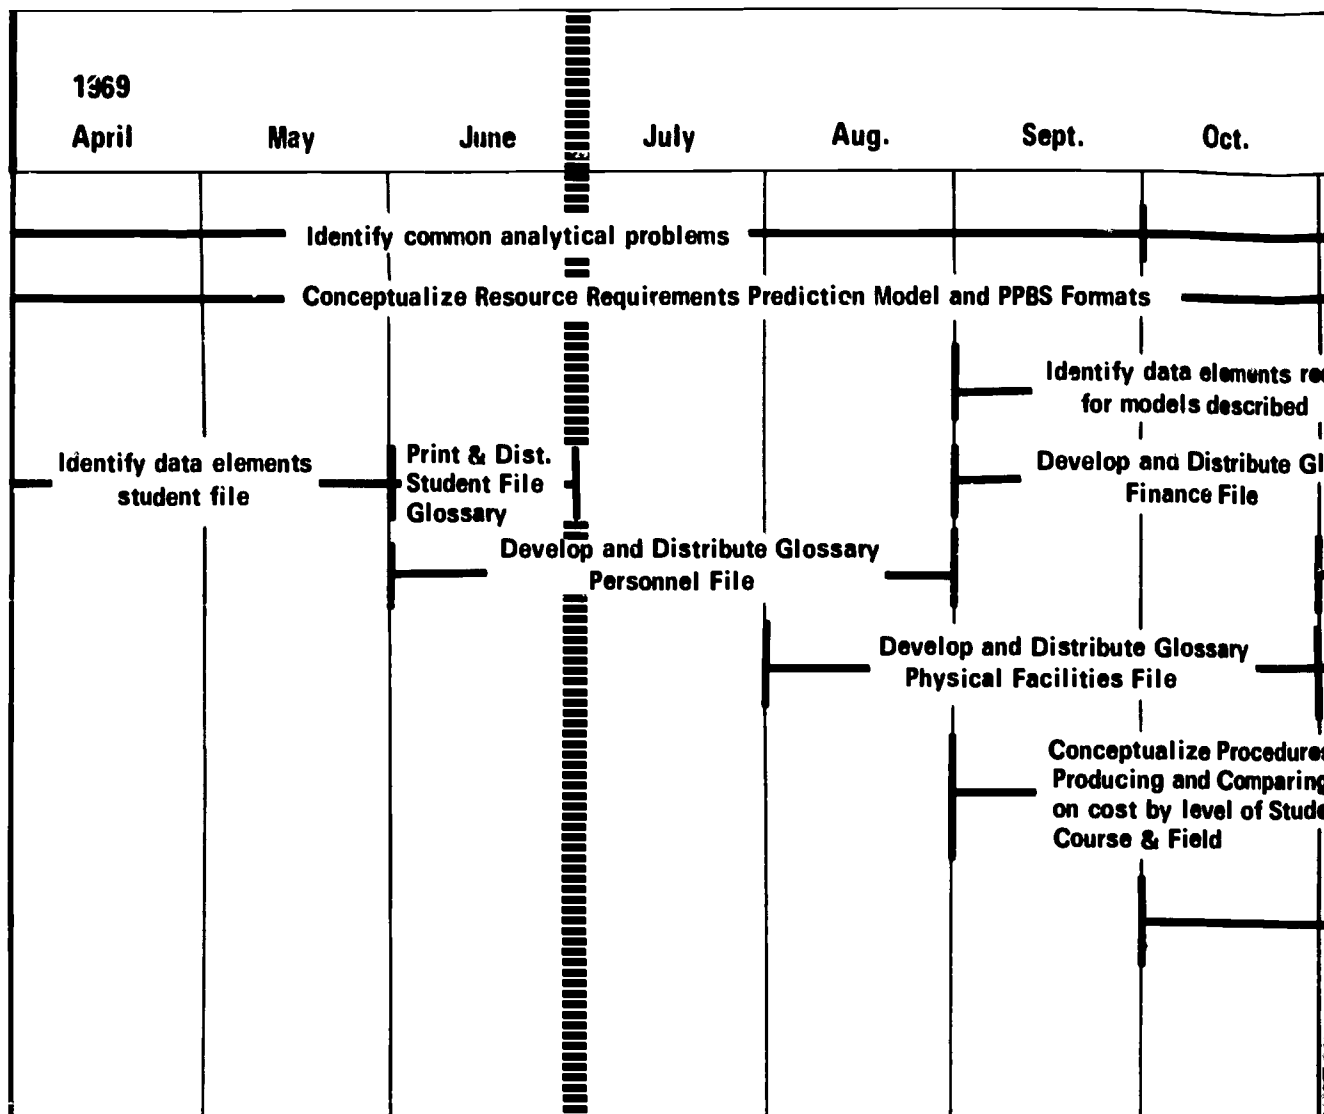 1969
April May June July Aug. Sept. Oct.
Identify common analytical problems
Conceptualize Resource Requirements Prediction Model and PPBS Formats
Identify data elements
for models described
Identify data elements
student file
Print & Dist.
Student File
Glossary
Develop and Distribute
Finance File
Develop and Distribute Glossary
Personnel File
Develop and Distribute Glossary
Physical Facilities File
Conceptualize Procedures
Producing and Comparing
on cost by level of
Course & Field